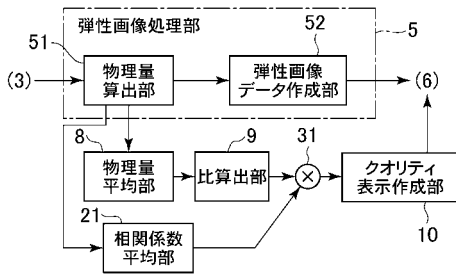 弾性画像処理部
51
52
5
(3)
物理量
算出部
弾性画像
データ作成部
(6)
8
9
31
物理量
平均部
比算出部
×
クオリティ
表示作成部
21
相関係数
平均部
10